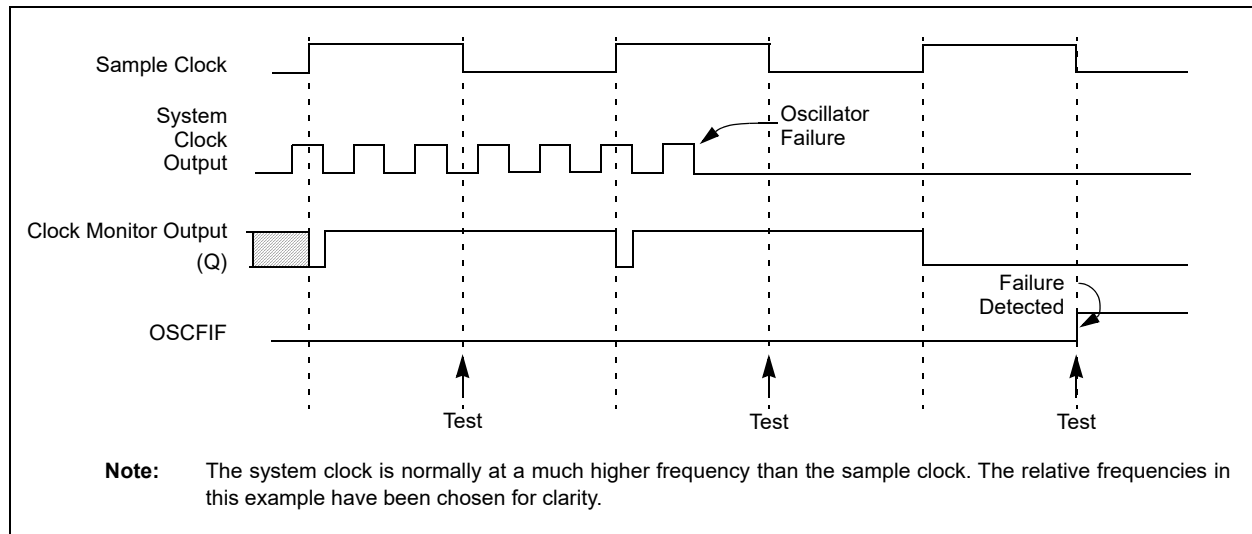 Sample Clock
System
Clock
Output
Oscillator
Failure
Clock Monitor Output
(Q)
Failure
Detected
OSCFIF
Test
Test
Test
Note: The system clock is normally at a much higher frequency than the sample clock. The relative frequencies in
this example have been chosen for clarity.